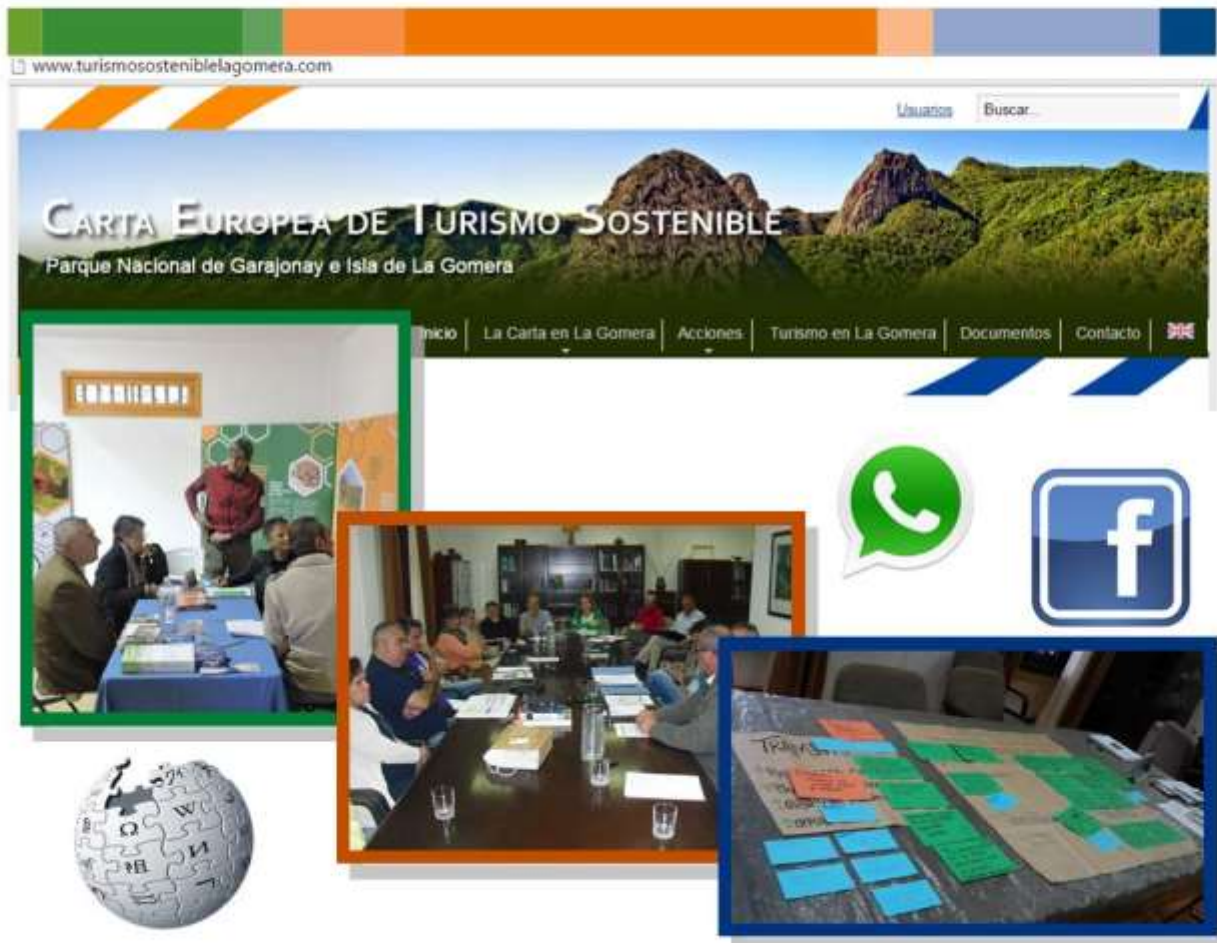 www.turismososteniblelagomera.com
Usuarios
Buscar...
CARTA EUROPEA DE TURISMO SOSTENIBLE
Parque Nacional de Garajonay e Isla de La Gomera
Inicio
La Carta en La Gomera
Acciones
Turismo en La Gomera
Documentos
Contacto
f
Ω
W
И